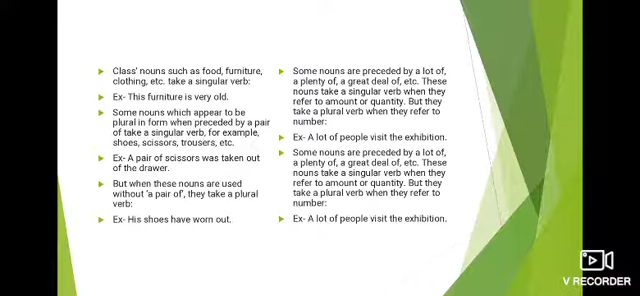 Class' nouns such as food, furniture,
clothing, etc. take a singular verb:
Ex- This furniture is very old.
Some nouns which appear to be
plural in form when preceded by a pair
of take a singular verb, for example,
shoes, scissors, trousers, etc.
Ex- A pair of scissors was taken out
of the drawer.
But when these nouns are used
without 'a pair of', they take a plural
verb:
Ex- His shoes have worn out.
Some nouns are preceded by a lot of,
a plenty of, a great deal of, etc. These
nouns take a singular verb when they
refer to amount or quantity. But they
take a plural verb when they refer to
number:
Ex- A lot of people visit the exhibition.
Some nouns are preceded by a lot of,
a plenty of, a great deal of, etc. These
nouns take a singular verb when they
refer to amount or quantity. But they
take a plural verb when they refer to
number:
Ex- A lot of people visit the exhibition.
V RECORDER